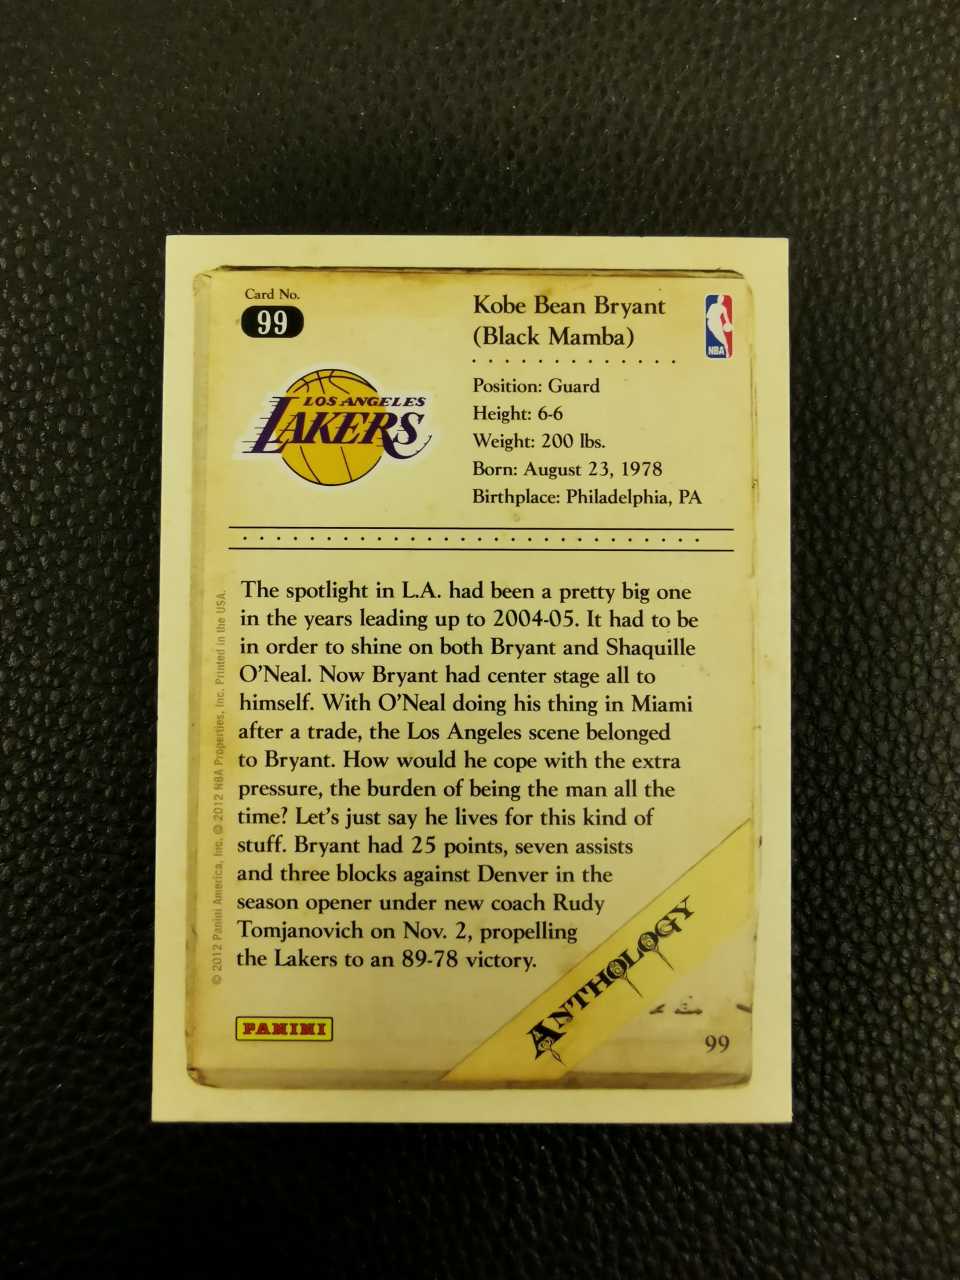 Card No.
99
LOS ANGELES
LAKERS
Kobe Bean Bryant
(Black Mamba)
NBA
Position: Guard
Height: 6-6
Weight: 200 lbs.
Born: August 23, 1978
Birthplace: Philadelphia, PA
The spotlight in L.A. had been a pretty big one
in the years leading up to 2004-05. It had to be
in order to shine on both Bryant and Shaquille
O'Neal. Now Bryant had center stage all to
himself. With O'Neal doing his thing in Miami
after a trade, the Los Angeles scene belonged
to Bryant. How would he cope with the extra
pressure, the burden of being the man all the
time? Let's just say he lives for this kind of
stuff. Bryant had 25 points, seven assists
and three blocks against Denver in the
season opener under new coach Rudy
Tomjanovich on Nov. 2, propelling
the Lakers to an 89-78 victory.
© 2012 Panini America, Inc. © 2012 NBA Properties, Inc. Printed in the USA.
PANINI
ANTHOLOGY
99